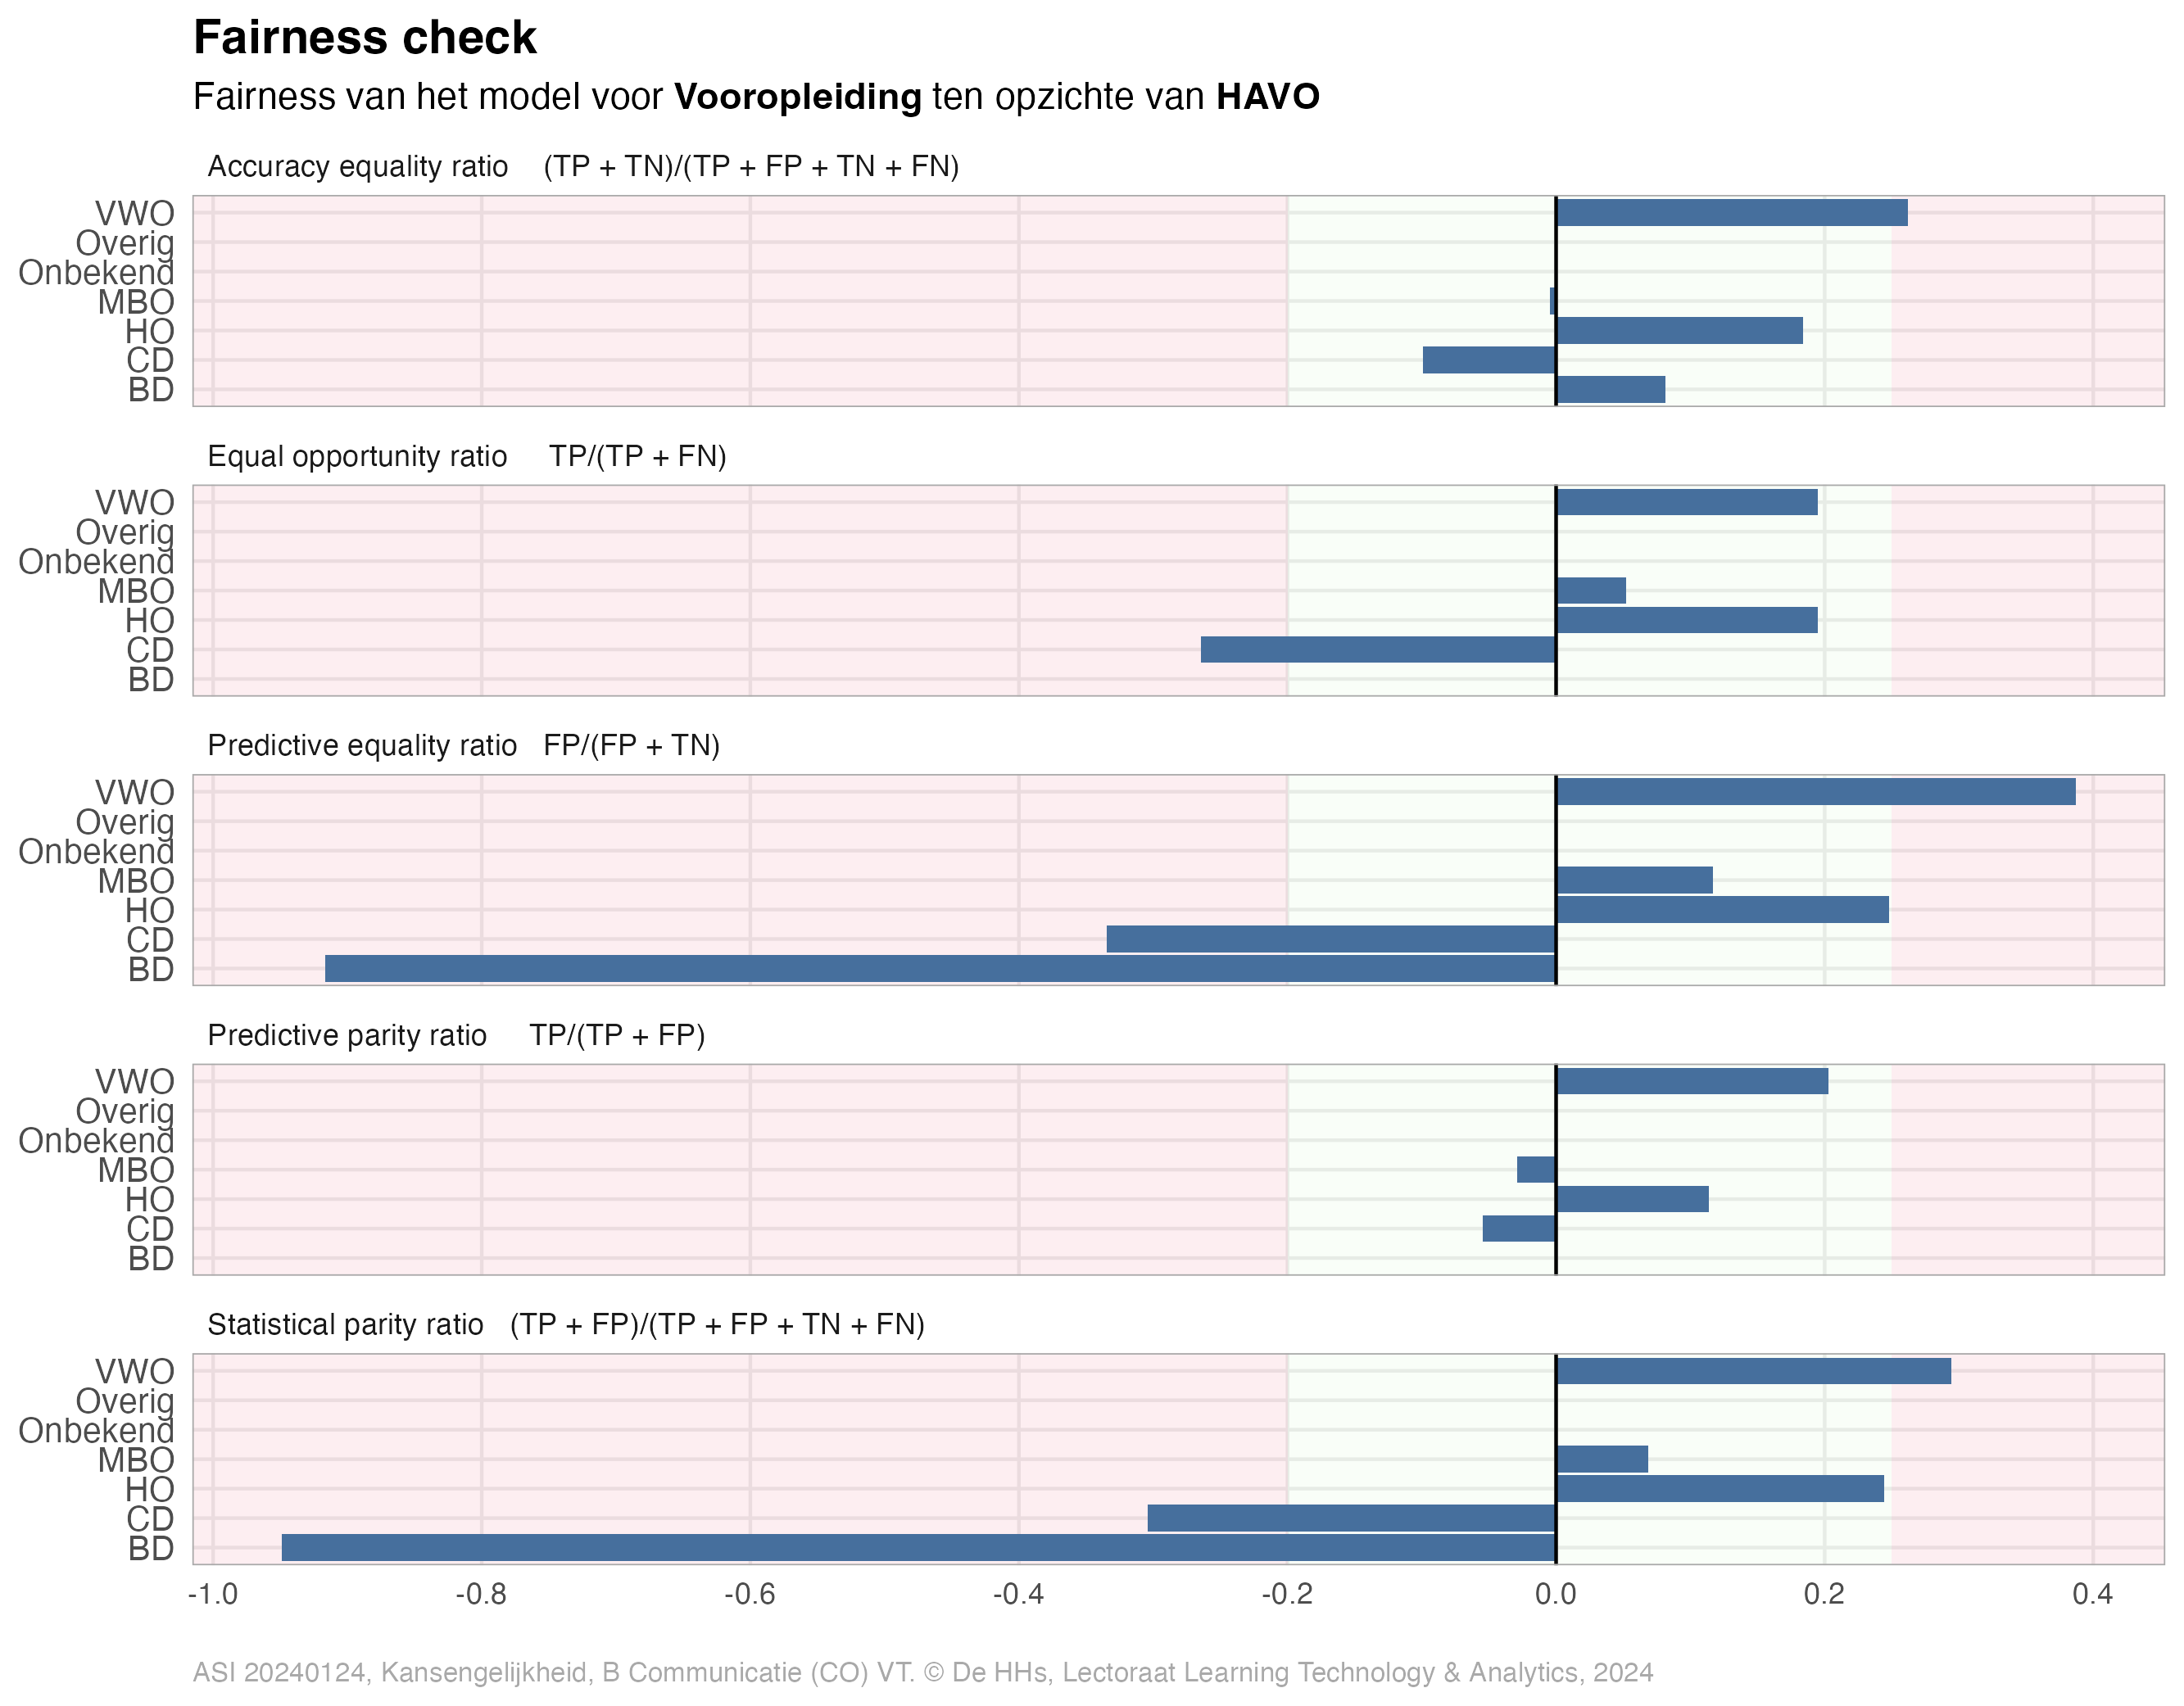 Fairness check
Fairness van het model voor Vooropleiding ten opzichte van HAVO
Accuracy equality ratio (TP + TN)/(TP + FP + TN + FN)
VWO
Overig
Onbekend
MBO
HO
CD
BD
Equal opportunity ratio TP/(TP + FN)
VWO
Overig
Onbekend
MBO
HO
CD
BD
Predictive equality ratio FP/(FP + TN)
VWO
Overig
Onbekend
MBO
HO
CD
BD
Predictive parity ratio TP/(TP + FP)
VWO
Overig
Onbekend
MBO
HO
CD
BD
Statistical parity ratio (TP + FP)/(TP + FP + TN + FN)
VWO
Overig
Onbekend
MBO
HO
CD
BD
-1.0 -0.8 -0.6 -0.4 -0.2 0.0 0.2 0.4
ASI 20240124, Kansengelijkheid, B Communicatie (CO) VT. © De HHs, Lectoraat Learning Technology & Analytics, 2024